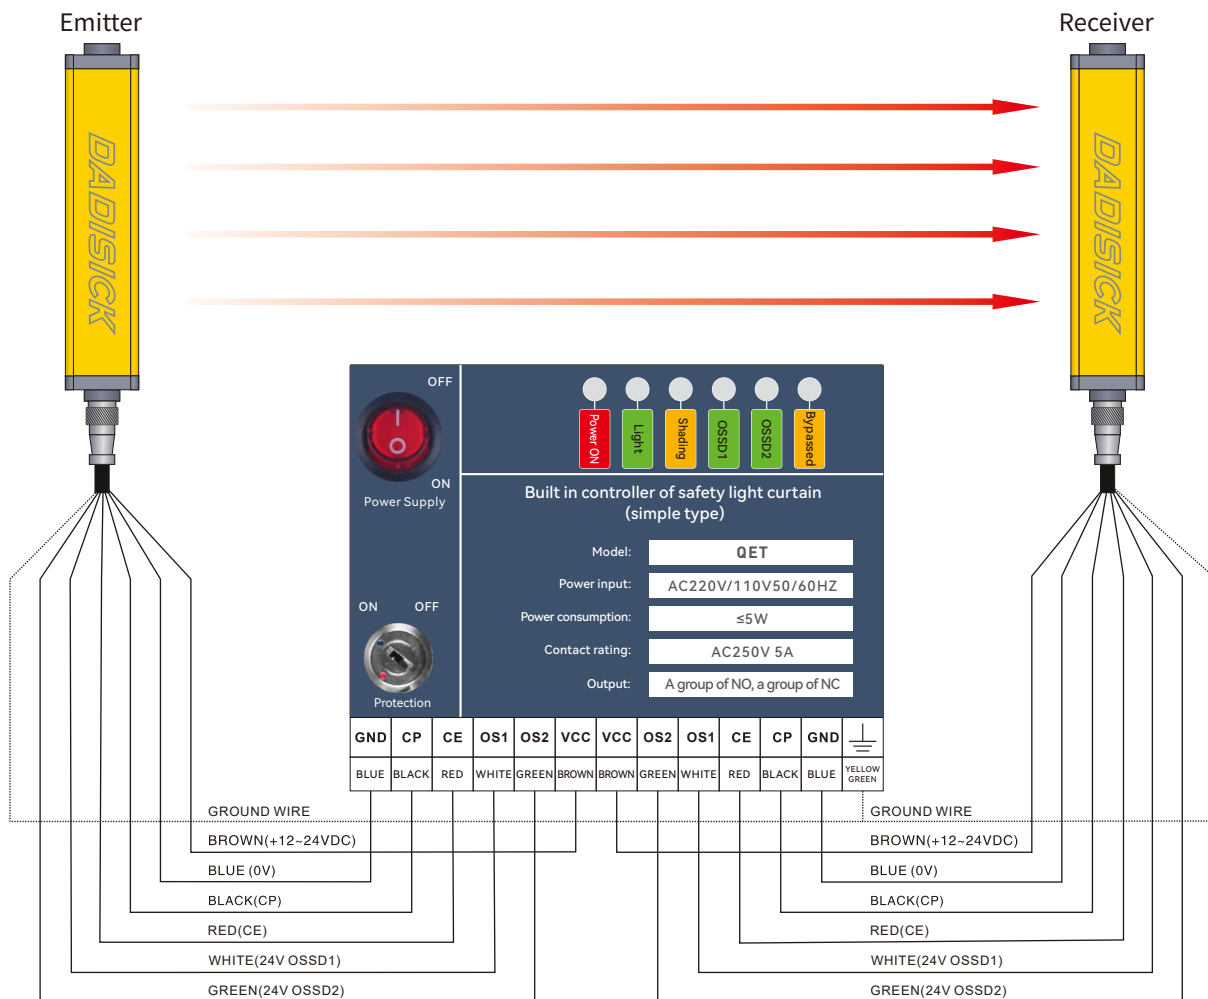 Emitter
Receiver
DADISICK
DADISICK
OFF
ON
Power Supply
ON OFF
Protection
Power ON
Light
Shading
OSSD1
OSSD2
Bypassed
Built in controller of safety light curtain
(simple type)
Model: QET
Power input: AC220V/110V50/60HZ
Power consumption: ≤5W
Contact rating: AC250V 5A
Output: A group of NO, a group of NC
GND CP CE OS1 OS2 VCC VCC OS2 OS1 CE CP GND
BLUE BLACK RED WHITE GREEN BROWN BROWN GREEN WHITE RED BLACK BLUE YELLOW
GREEN
GROUND WIRE
BROWN(+12~24VDC)
BLUE (0V)
BLACK(CP)
RED(CE)
WHITE(24V OSSD1)
GREEN(24V OSSD2)
GROUND WIRE
BROWN(+12~24VDC)
BLUE (0V)
BLACK(CP)
RED(CE)
WHITE(24V OSSD1)
GREEN(24V OSSD2)